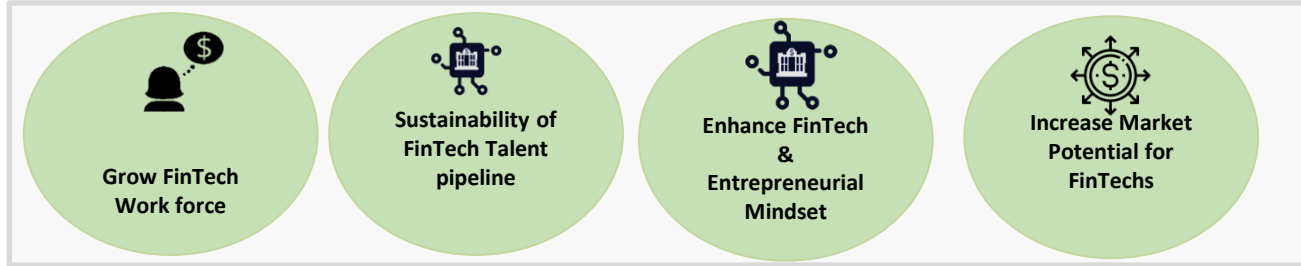 $
Grow FinTech
Work force
Sustainability of
FinTech Talent
pipeline
Enhance FinTech
&
Entrepreneurial
Mindset
$
Increase Market
Potential for
FinTechs